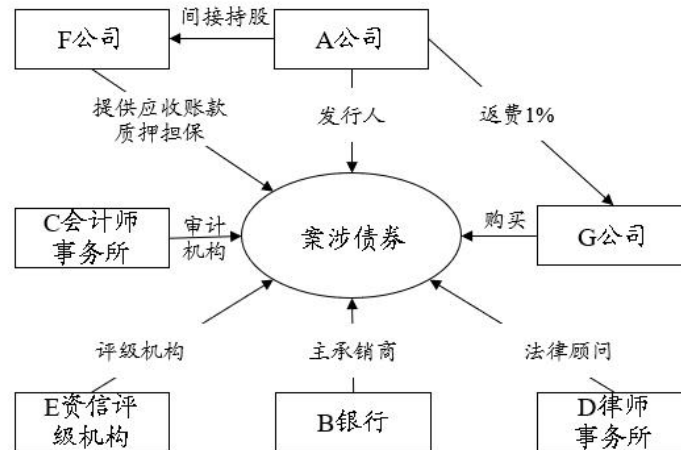 间接持股
F公司
A公司
提供应收账款
质押担保
发行人
返费1%
C会计师
事务所
审计
机构
案涉债券
购买
G公司
评级机构
主承销商
法律顾问
E资信评
级机构
B银行
D律师
事务所